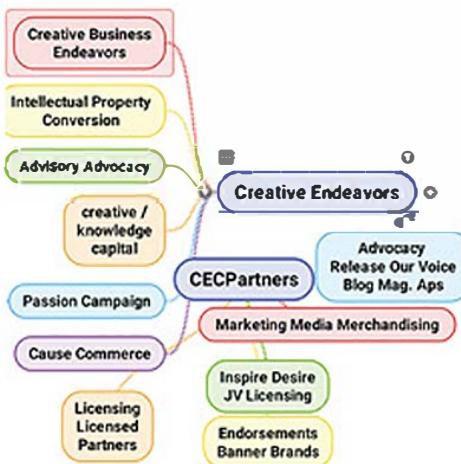 Creative Business
Endeavors
Intellectual Property
Conversion
Advisory Advocacy
creative /
knowledge
capital
Creative Endeavors
CECPartners
Advocacy
Release Our Voice
Blog Mag. Aps
Passion Campaign
Marketing Media Merchandising
Cause Commerce
Inspire Desire
JV Licensing
Licensing
Licensed
Partners
Endorsements
Banner Brands